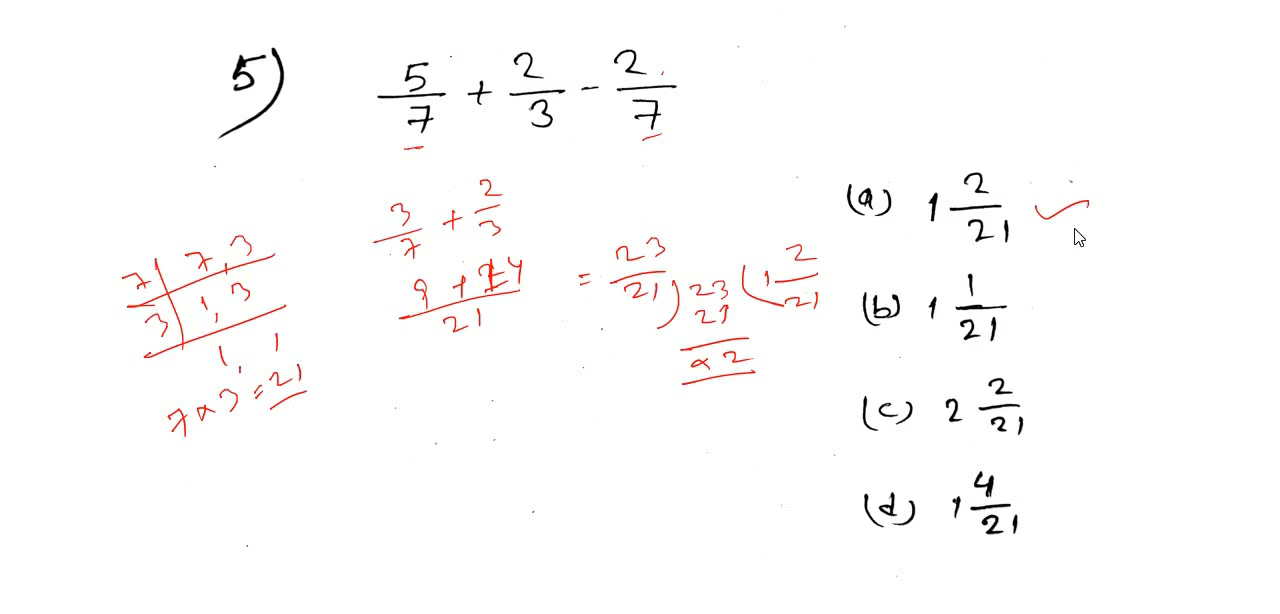 5) 5/7 + 2/3 - 2/7
3/7 + 2/3
9 + 14 / 21 = 23/21 ) 23 ( 1 2/21
21
× 2
7 | 7, 3
3 | 1, 3
1, 1
7 × 3 = 21
(a) 1 2/21 ✓
(b) 1 1/21
(c) 2 2/21
(d) 1 4/21